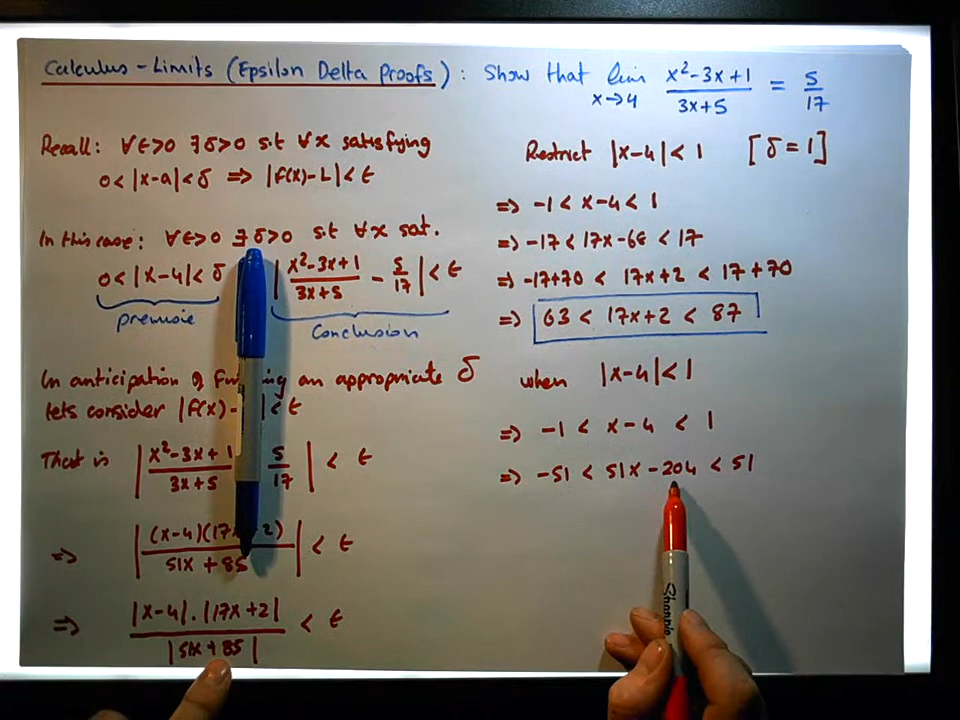 Calculus - Limits (Epsilon Delta Proofs) : Show that lim x→4 x²-3x+1 / 3x+5 = 5/17
Recall: ∀ε>0 ∃δ>0 s.t ∀x satisfying
0<|x-a|<δ ⇒ |f(x)-L|<ε
In this case: ∀ε>0 ∃δ>0 s.t ∀x sat.
0<|x-4|<δ |x²-3x+1 / 3x+5 - 5/17| < ε
premise conclusion
In anticipation of an appropriate δ
lets consider |f(x)- |<ε
That is |x²-3x+1 / 3x+5 5/17| < ε
⇒ |(x-4)(17x 2) / 51x+85| < ε
⇒ |x-4|.|17x+2| / |51x+85| < ε
Restrict |x-4|<1 [δ=1]
⇒ -1 < x-4 < 1
⇒ -17 < 17x-68 < 17
⇒ -17+70 < 17x+2 < 17+70
⇒ 63 < 17x+2 < 87
when |x-4|<1
⇒ -1 < x-4 < 1
⇒ -51 < 51x-204 < 51
Sharpie